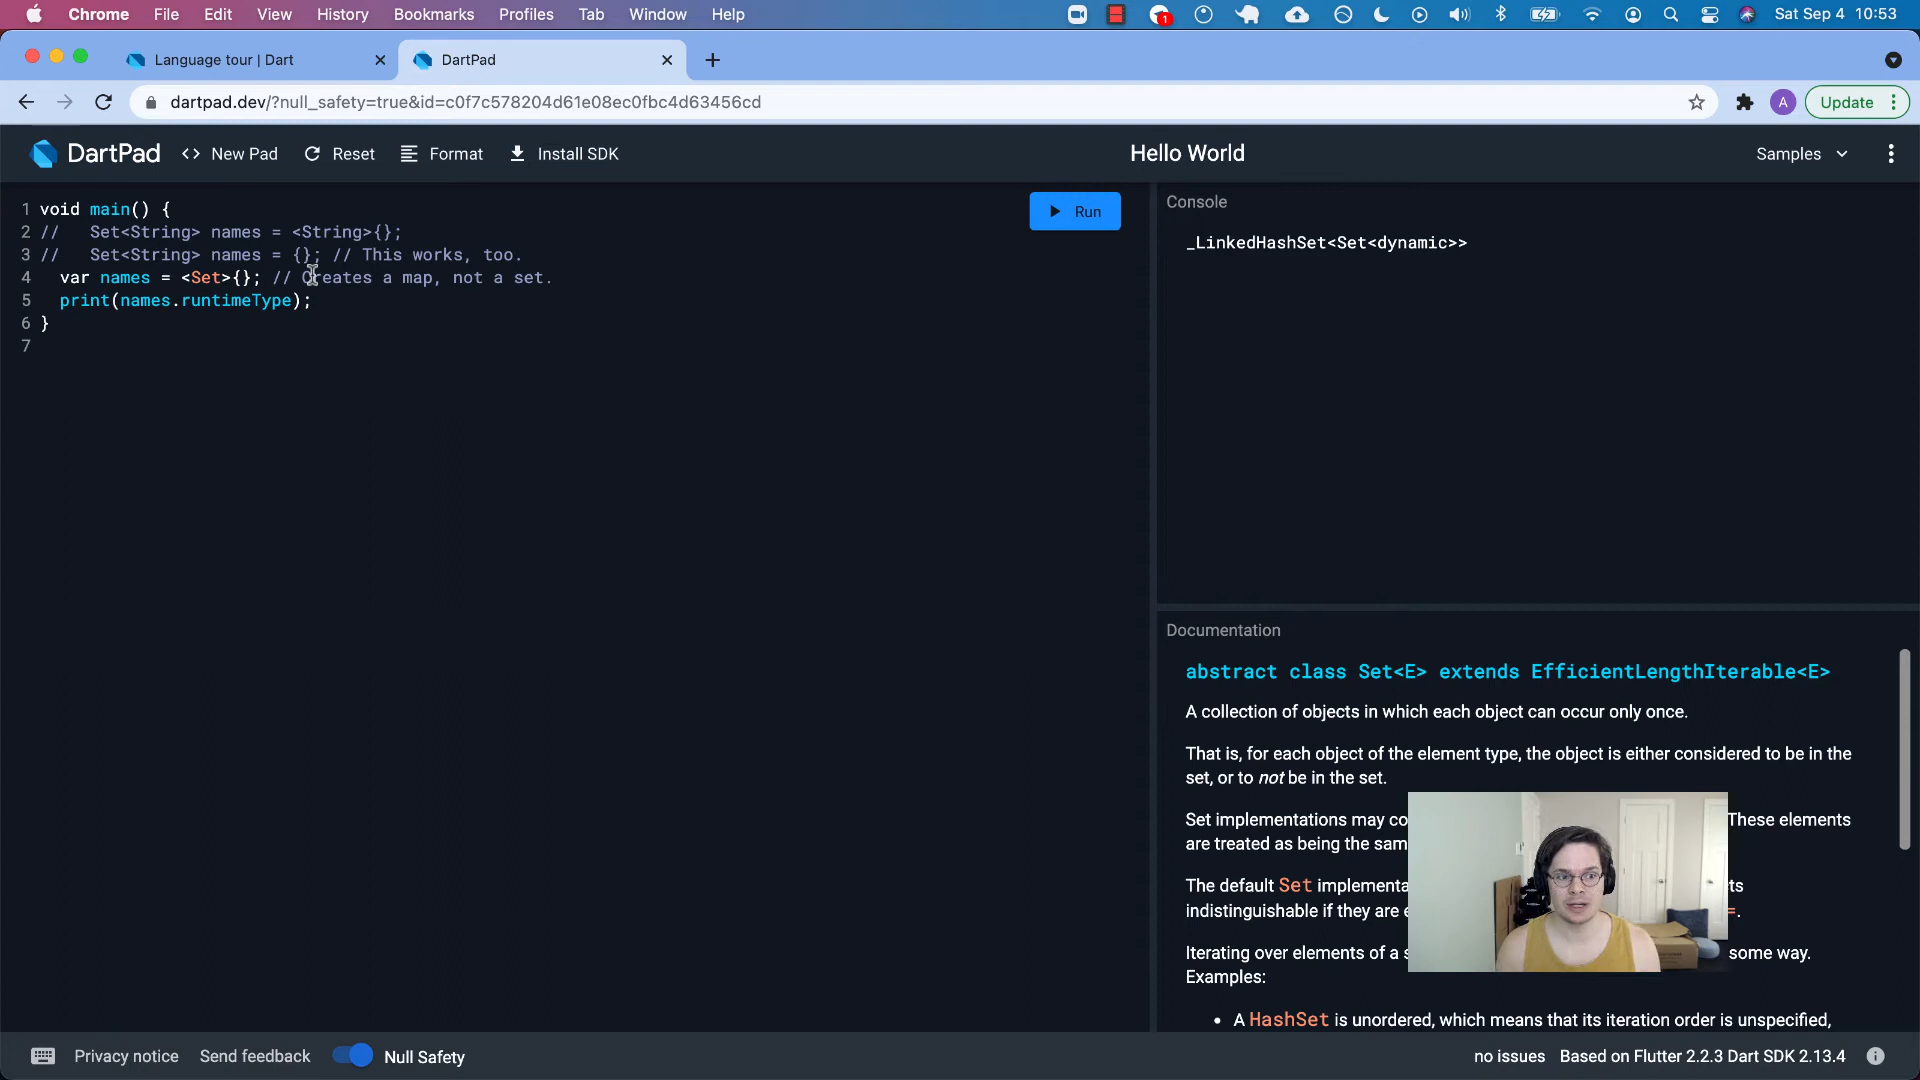 Chrome File Edit View History Bookmarks Profiles Tab Window Help
1
Sat Sep 4 10:53
Language tour | Dart
DartPad
dartpad.dev/?null_safety=true&id=c0f7c578204d61e08ec0fbc4d63456cd
A
Update
DartPad
<> New Pad
Reset
Format
Install SDK
Hello World
Samples
1 void main() {
2 //   Set<String> names = <String>{};
3 //   Set<String> names = {}; // This works, too.
4   var names = <Set>{}; // Creates a map, not a set.
5   print(names.runtimeType);
6 }
7
Run
Console
_LinkedHashSet<Set<dynamic>>
Documentation
abstract class Set<E> extends EfficientLengthIterable<E>
A collection of objects in which each object can occur only once.
That is, for each object of the element type, the object is either considered to be in the
set, or to not be in the set.
Set implementations may co These elements
are treated as being the sam
The default Set implementa ts
indistinguishable if they are e =.
Iterating over elements of a s some way.
Examples:
• A HashSet is unordered, which means that its iteration order is unspecified,
Privacy notice
Send feedback
Null Safety
no issues
Based on Flutter 2.2.3 Dart SDK 2.13.4